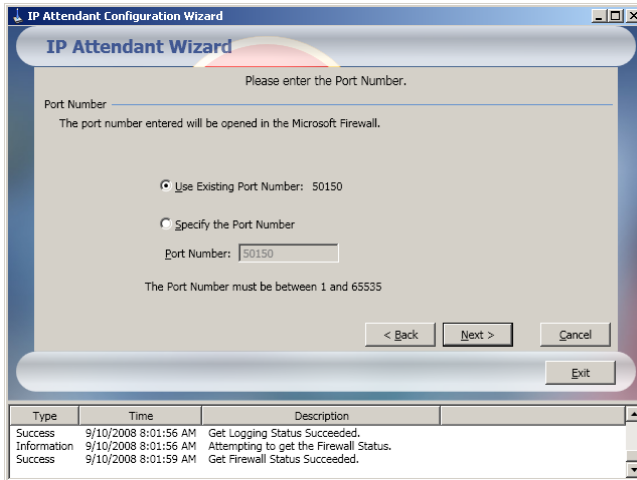 IP Attendant Configuration Wizard
IP Attendant Wizard
Please enter the Port Number.
Port Number
The port number entered will be opened in the Microsoft Firewall.
Use Existing Port Number: 50150
Specify the Port Number
Port Number: 50150
The Port Number must be between 1 and 65535
< Back Next > Cancel
Exit
Type Time Description
Success 9/10/2008 8:01:56 AM Get Logging Status Succeeded.
Information 9/10/2008 8:01:56 AM Attempting to get the Firewall Status.
Success 9/10/2008 8:01:59 AM Get Firewall Status Succeeded.